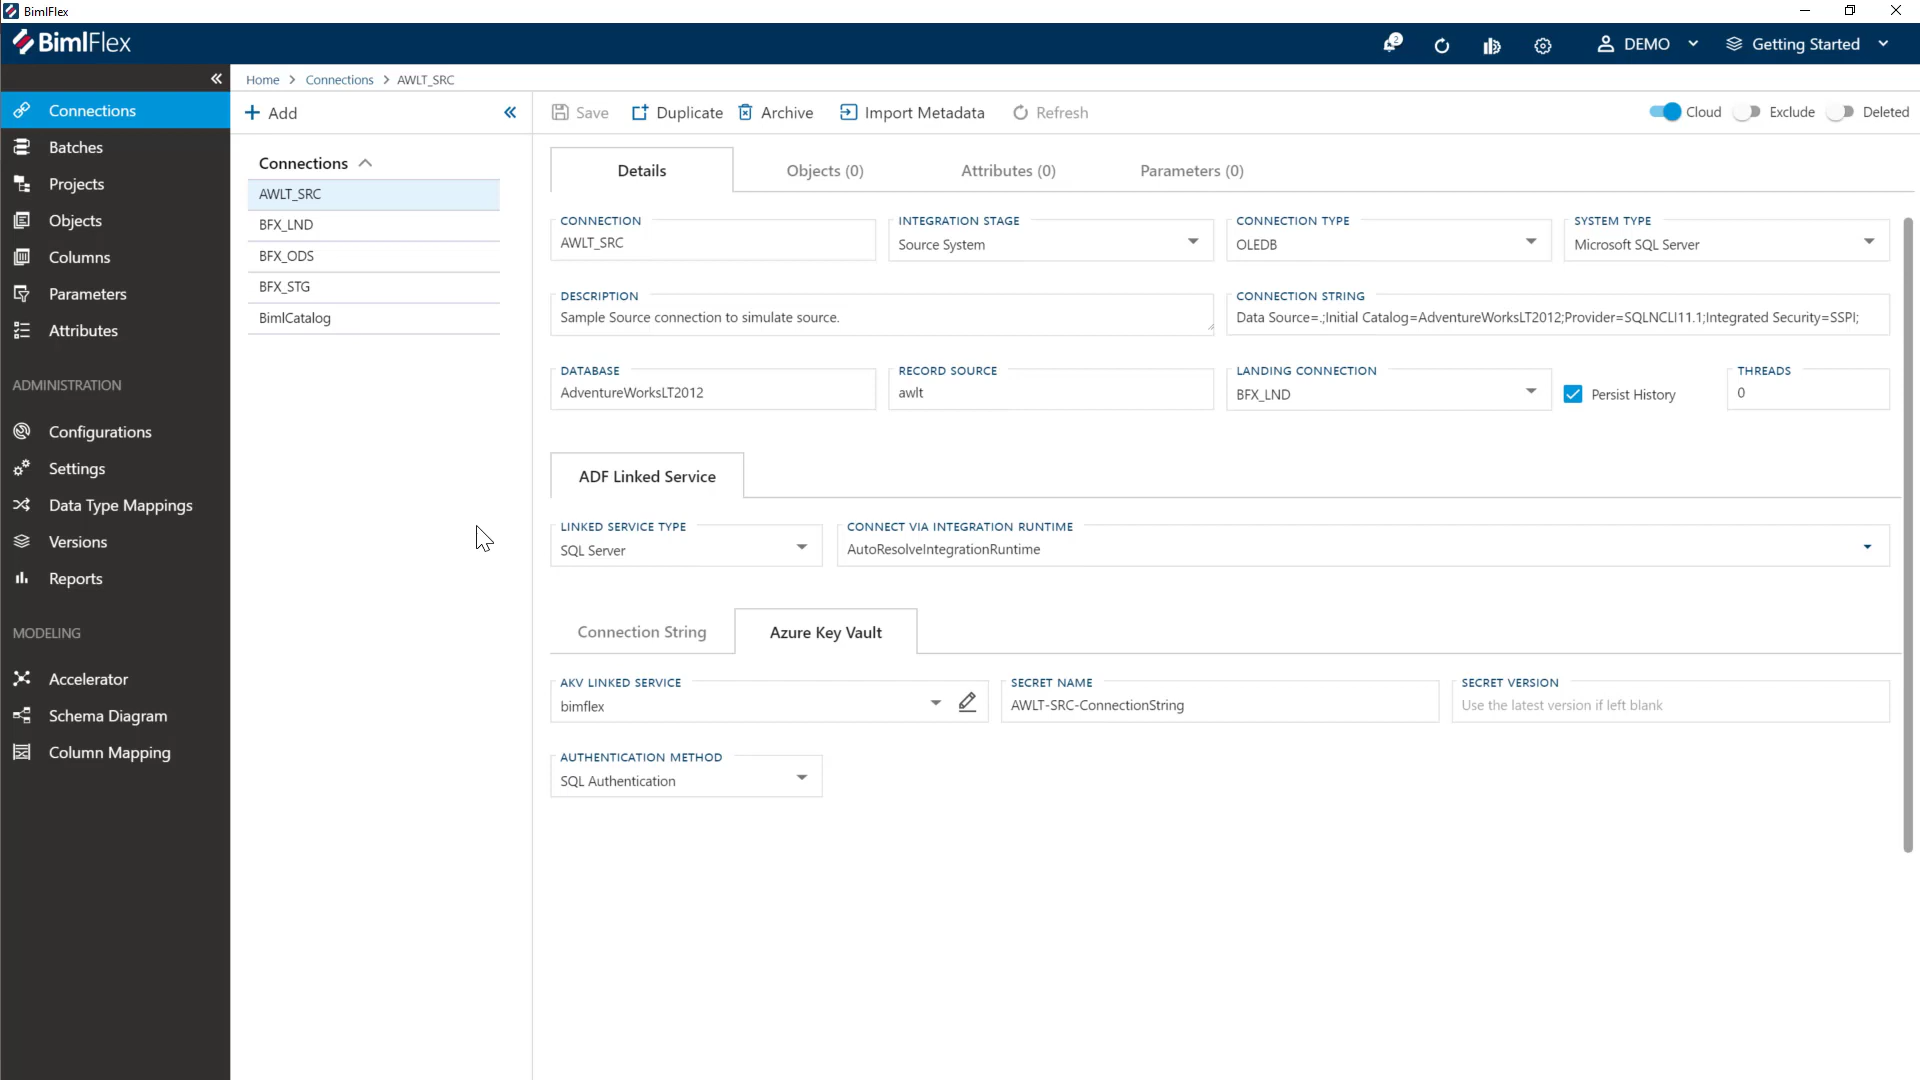 BimlFlex
BimlFlex
2
DEMO
Getting Started
Home > Connections > AWLT_SRC
Connections
Batches
Projects
Objects
Columns
Parameters
Attributes
ADMINISTRATION
Configurations
Settings
Data Type Mappings
Versions
Reports
MODELING
Accelerator
Schema Diagram
Column Mapping
Add
Connections
AWLT_SRC
BFX_LND
BFX_ODS
BFX_STG
BimlCatalog
Save Duplicate Archive Import Metadata Refresh
Cloud Exclude Deleted
Details Objects (0) Attributes (0) Parameters (0)
CONNECTION
AWLT_SRC
INTEGRATION STAGE
Source System
CONNECTION TYPE
OLEDB
SYSTEM TYPE
Microsoft SQL Server
DESCRIPTION
Sample Source connection to simulate source.
CONNECTION STRING
Data Source=.;Initial Catalog=AdventureWorksLT2012;Provider=SQLNCLI11.1;Integrated Security=SSPI;
DATABASE
AdventureWorksLT2012
RECORD SOURCE
awlt
LANDING CONNECTION
BFX_LND
Persist History
THREADS
0
ADF Linked Service
LINKED SERVICE TYPE
SQL Server
CONNECT VIA INTEGRATION RUNTIME
AutoResolveIntegrationRuntime
Connection String Azure Key Vault
AKV LINKED SERVICE
bimflex
SECRET NAME
AWLT-SRC-ConnectionString
SECRET VERSION
Use the latest version if left blank
AUTHENTICATION METHOD
SQL Authentication